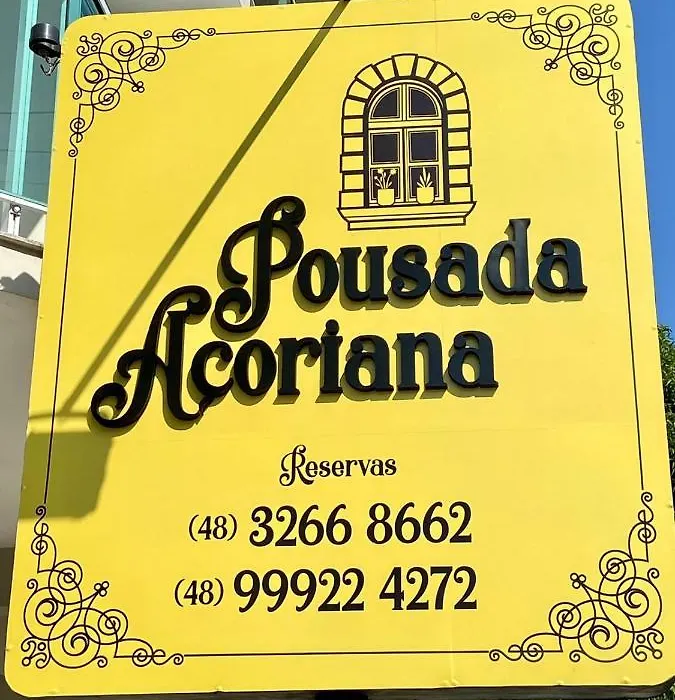 Pousada
Açoriana
Reservas
(48) 3266 8662
(48) 99922 4272